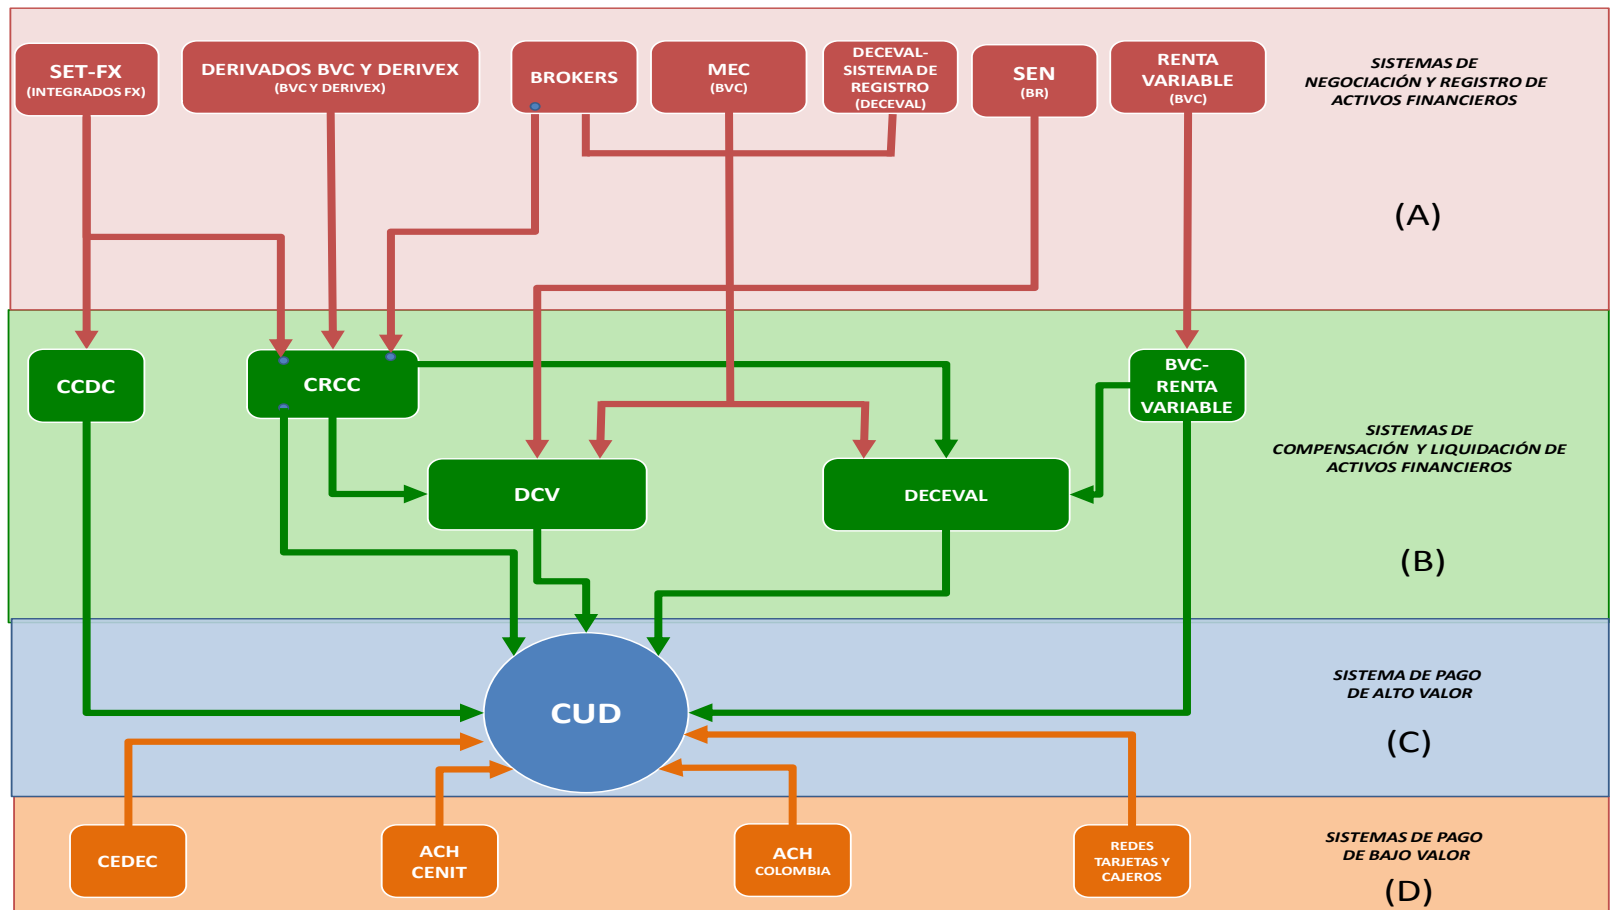 SET-FX
(INTEGRADOS FX)
DERIVADOS BVC Y DERIVEX
(BVC Y DERIVEX)
BROKERS
MEC
(BVC)
DECEVAL-
SISTEMA DE
REGISTRO
(DECEVAL)
SEN
(BR)
RENTA
VARIABLE
(BVC)
SISTEMAS DE
NEGOCIACIÓN Y REGISTRO DE
ACTIVOS FINANCIEROS
(A)
CCDC
CRCC
BVC-
RENTA
VARIABLE
DCV
DECEVAL
SISTEMAS DE
COMPENSACIÓN Y LIQUIDACIÓN DE
ACTIVOS FINANCIEROS
(B)
CUD
SISTEMA DE PAGO
DE ALTO VALOR
(C)
CEDEC
ACH
CENIT
ACH
COLOMBIA
REDES
TARJETAS Y
CAJEROS
SISTEMAS DE PAGO
DE BAJO VALOR
(D)